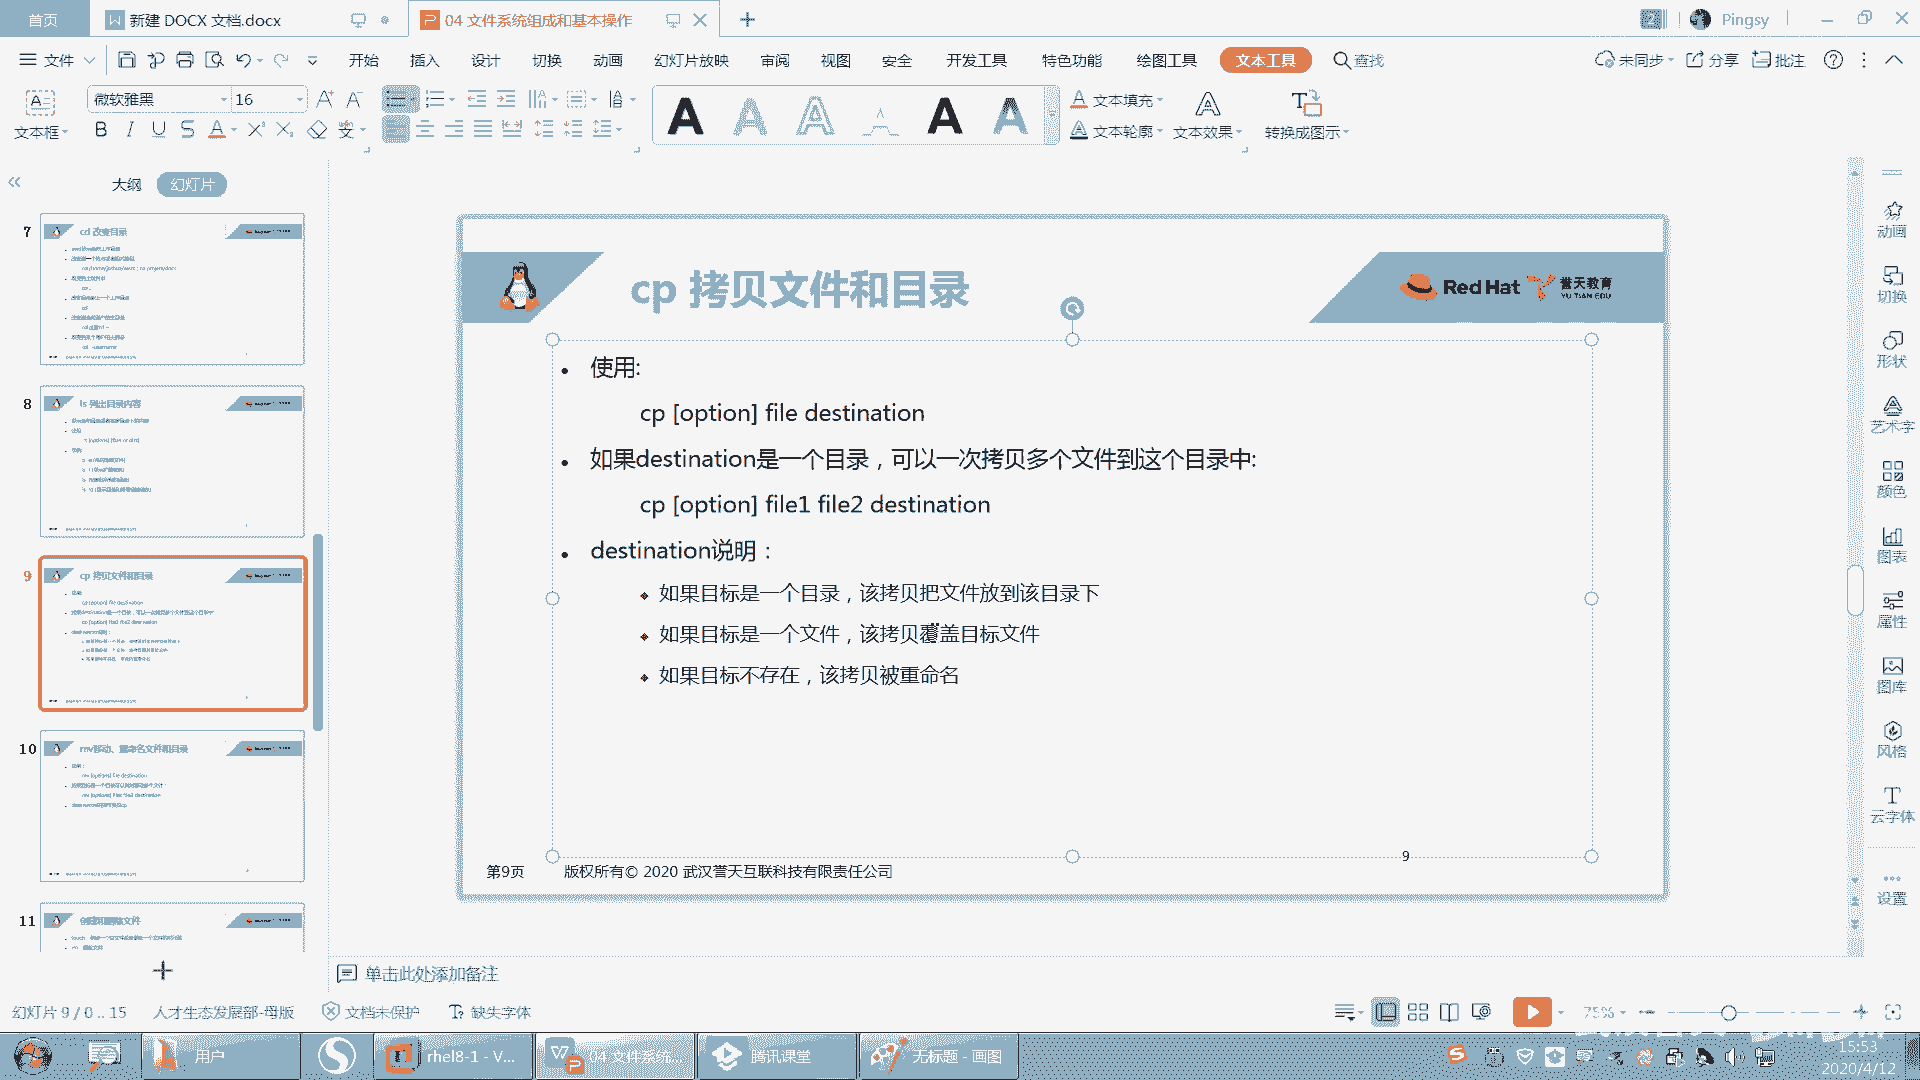 首页
新建 DOCX 文档.docx
04 文件系统组成和基本操作
Pingsy
文件
开始
插入
设计
切换
动画
幻灯片放映
审阅
视图
安全
开发工具
特色功能
绘图工具
文本工具
查找
未同步
分享
批注
文本框
微软雅黑
16
文本填充
文本轮廓
文本效果
转换成图示
大纲
幻灯片
7
cd 改变目录
8
ls 列出目录内容
9
cp 拷贝文件和目录
10
mv移动、重命名文件和目录
11
创建和删除文件
cp 拷贝文件和目录
Red Hat
誉天教育
YU TIAN EDU
使用:
cp [option] file destination
如果destination是一个目录，可以一次拷贝多个文件到这个目录中:
cp [option] file1 file2 destination
destination说明：
如果目标是一个目录，该拷贝把文件放到该目录下
如果目标是一个文件，该拷贝覆盖目标文件
如果目标不存在，该拷贝被重命名
第9页
版权所有© 2020 武汉誉天互联科技有限责任公司
9
动画
切换
形状
艺术字
颜色
图表
属性
图库
风格
云字体
设置
单击此处添加备注
幻灯片 9 / 0 .. 15
人才生态发展部-母版
文档未保护
缺失字体
75%
用户
rhel8-1 - V...
04 文件系统...
腾讯课堂
无标题 - 画图
15:53
2020/4/12